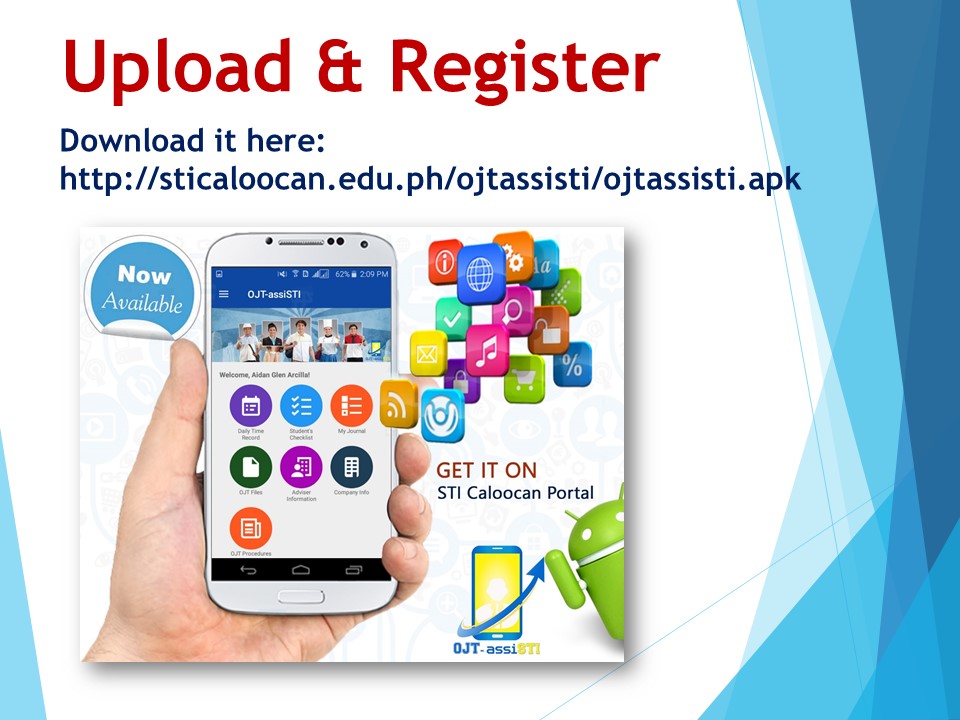 Upload & Register
Download it here:
http://sticaloocan.edu.ph/ojtassisti/ojtassisti.apk
Now
Available
62% 2:09 PM
OJT-assiSTI
Welcome, Aidan Glen Arcilla!
Daily Time
Record
Student's
Checklist
My Journal
OJT Files
Adviser
Information
Company Info
OJT Procedures
Aa
%
GET IT ON
STI Caloocan Portal
OJT-assiSTI